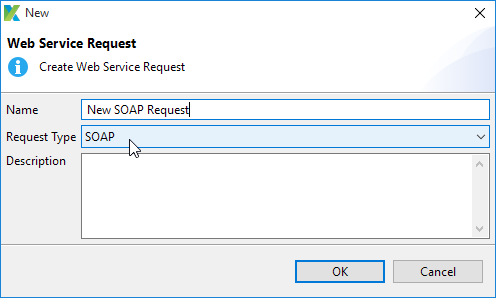 New
Web Service Request
Create Web Service Request
Name New SOAP Request
Request Type SOAP
Description
OK Cancel